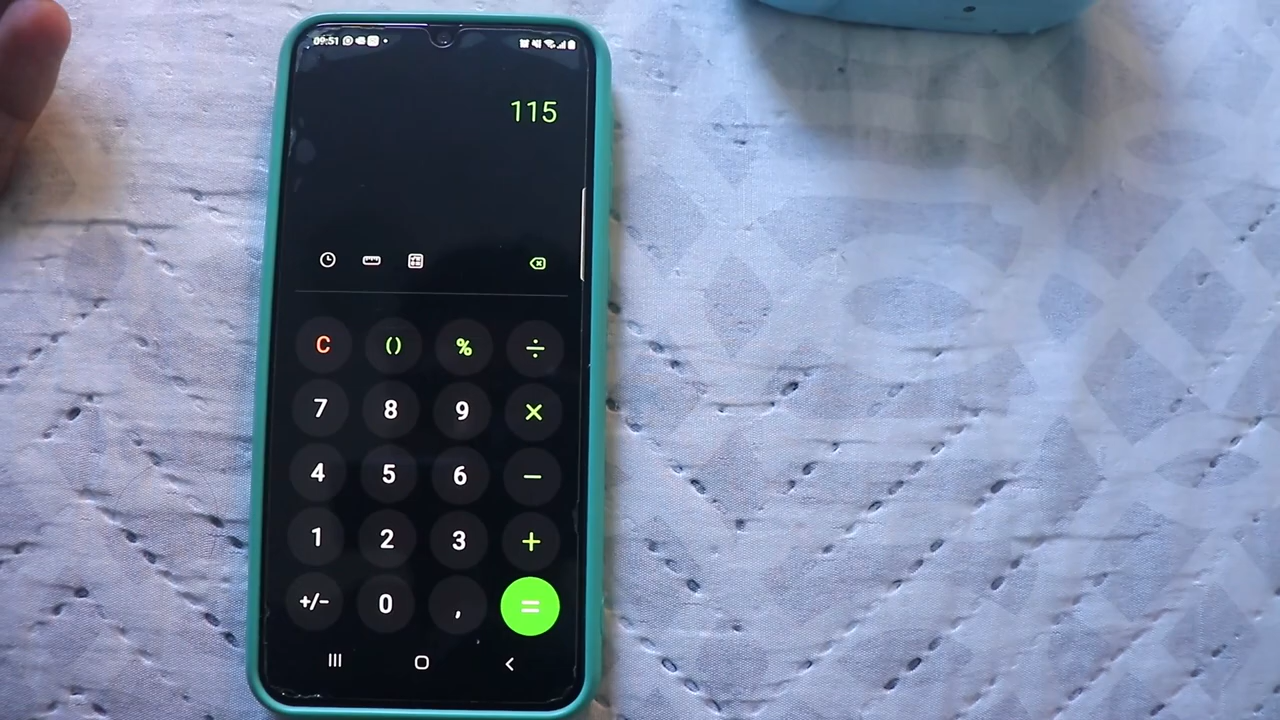 09:51
115
C () % ÷
7 8 9 ×
4 5 6 −
1 2 3 +
+/− 0 , =